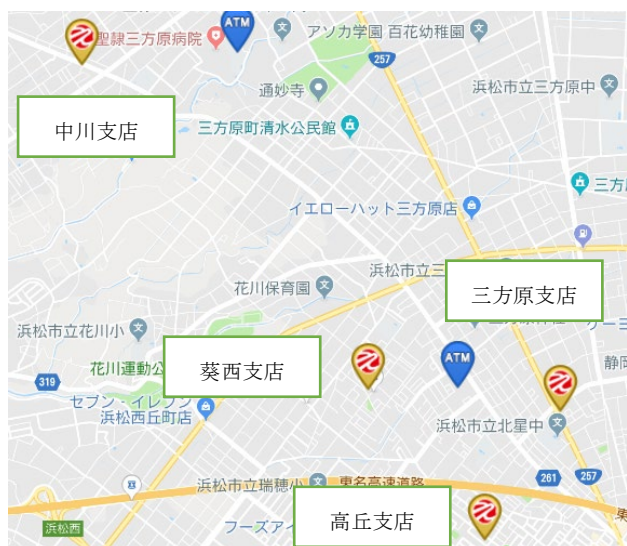 ATM
アソカ学園 百花幼稚園
聖隷三方原病院
257
通妙寺
浜松市立三方原中
中川支店
三方原町清水公民館
三方原
イエローハット三方原店
浜松市立三
花川保育園
三方原支店
浜松市立花川小
ケーヨ
葵西支店
ATM
花川運動公
静岡
319
セブン‐イレブン
浜松西丘町店
浜松市立北星中
浜松市立瑞穂小
東名高速道路
261
257
高丘支店
東
浜松西
フーズアイ